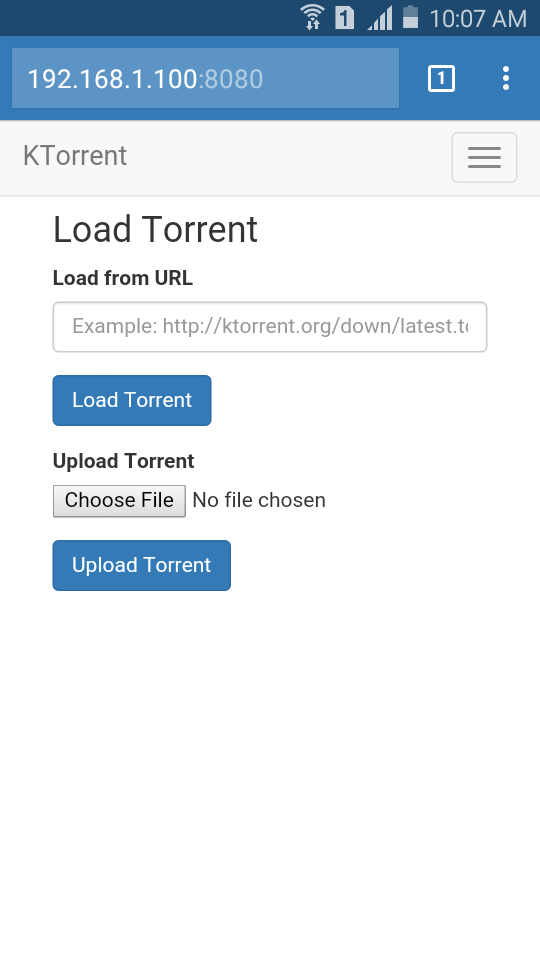 1 10:07 AM
192.168.1.100:8080 1
KTorrent
Load Torrent
Load from URL
Example: http://ktorrent.org/down/latest.t
Load Torrent
Upload Torrent
Choose File No file chosen
Upload Torrent